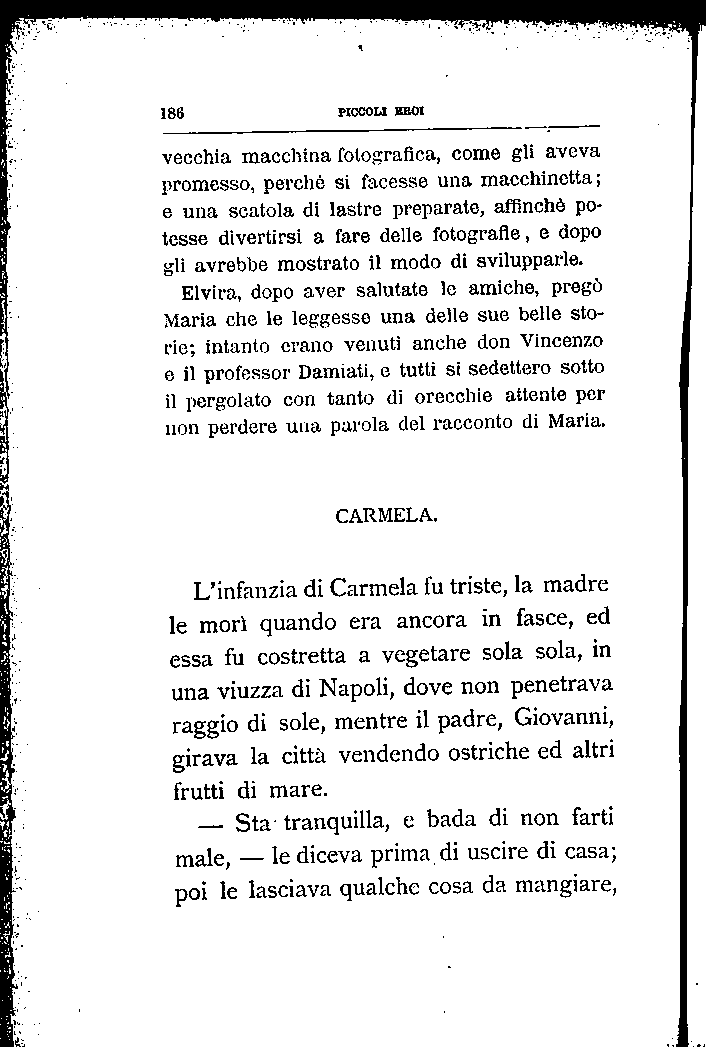 186 PICCOLI EROI
vecchia macchina fotografica, come gli aveva
promesso, perchè si facesse una macchinetta;
e una scatola di lastre preparate, affinchè po-
tesse divertirsi a fare delle fotografie, e dopo
gli avrebbe mostrato il modo di svilupparle.
Elvira, dopo aver salutate le amiche, pregò
Maria che le leggesse una delle sue belle sto-
rie; intanto erano venuti anche don Vincenzo
e il professor Damiati, e tutti si sedettero sotto
il pergolato con tanto di orecchie attente per
non perdere una parola del racconto di Maria.
CARMELA.
L'infanzia di Carmela fu triste, la madre
le morì quando era ancora in fasce, ed
essa fu costretta a vegetare sola sola, in
una viuzza di Napoli, dove non penetrava
raggio di sole, mentre il padre, Giovanni,
girava la città vendendo ostriche ed altri
frutti di mare.
— Sta tranquilla, e bada di non farti
male, — le diceva prima di uscire di casa;
poi le lasciava qualche cosa da mangiare,